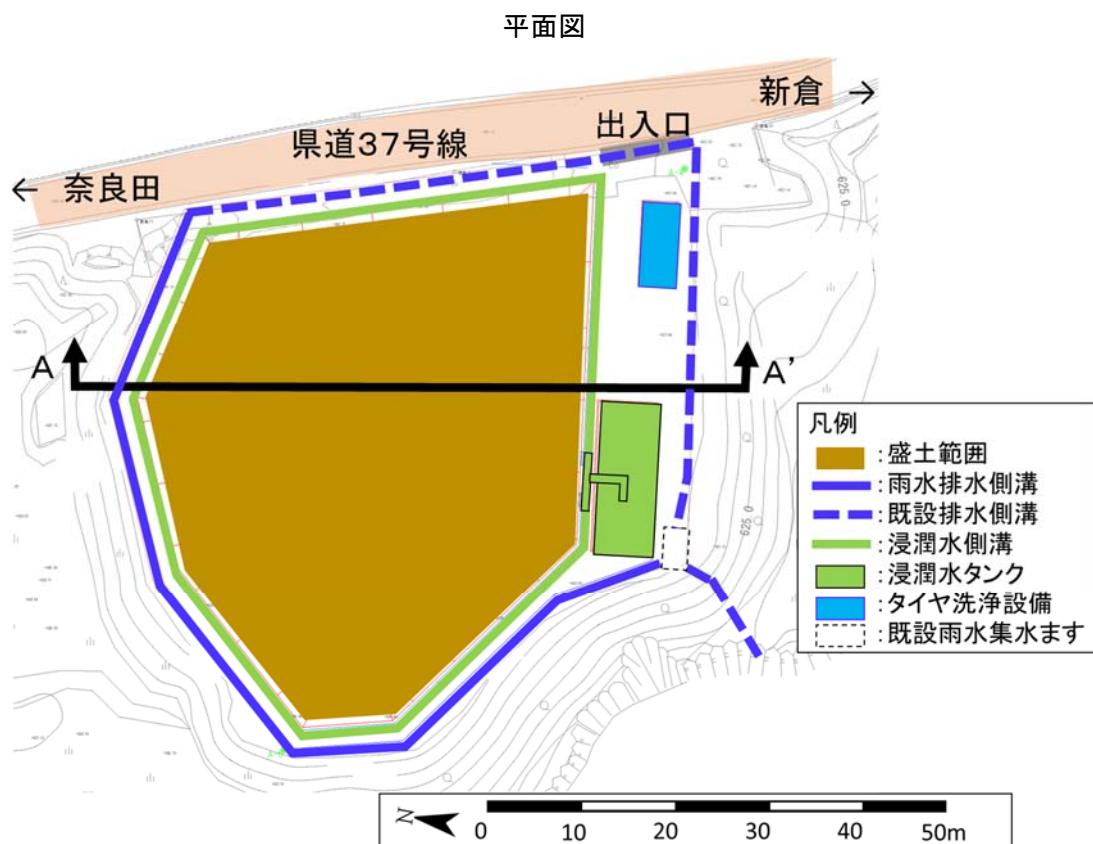 平面図
新倉 →
出入口
県道37号線
← 奈良田
625.0
A
A'
凡例
:盛土範囲
:雨水排水側溝
:既設排水側溝
:浸潤水側溝
:浸潤水タンク
:タイヤ洗浄設備
:既設雨水集水ます
625.0
N
0 10 20 30 40 50m